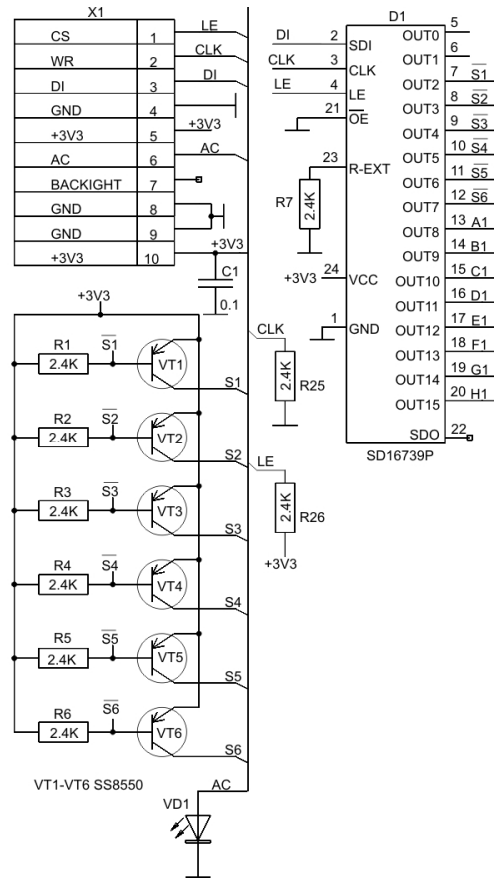 X1
CS 1 LE
WR 2 CLK
DI 3 DI
GND 4
+3V3 5 +3V3
AC 6 AC
BACKIGHT 7
GND 8
GND 9
+3V3 10 +3V3
C1
0.1
+3V3
R1 S1
2.4K VT1
S1
R2 S2
2.4K VT2
S2
R3 S3
2.4K VT3
S3
R4 S4
2.4K VT4
S4
R5 S5
2.4K VT5
S5
R6 S6
2.4K VT6
S6
VT1-VT6 SS8550
AC
VD1
CLK
2.4K R25
LE
2.4K R26
+3V3
D1
DI 2 SDI
CLK 3 CLK
LE 4 LE
21 OE
23 R-EXT
R7 2.4K
+3V3 24 VCC
1 GND
OUT0 5
OUT1 6
OUT2 7 S1
OUT3 8 S2
OUT4 9 S3
OUT5 10 S4
OUT6 11 S5
OUT7 12 S6
OUT8 13 A1
OUT9 14 B1
OUT10 15 C1
OUT11 16 D1
OUT12 17 E1
OUT13 18 F1
OUT14 19 G1
OUT15 20 H1
SDO 22
SD16739P